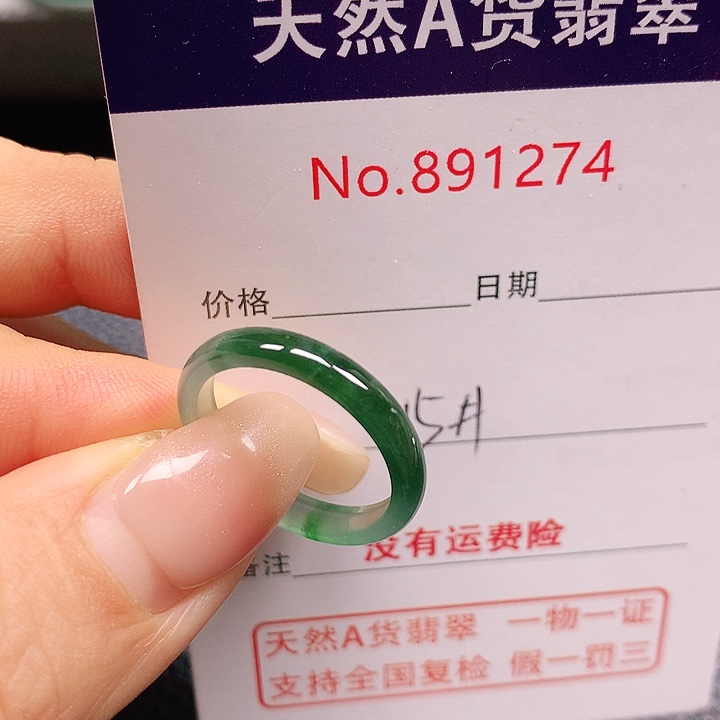 天然A货翡翠
No.891274
价格 日期
15#
没有运费险
备注
天然A货翡翠 一物一证
支持全国复检 假一罚三